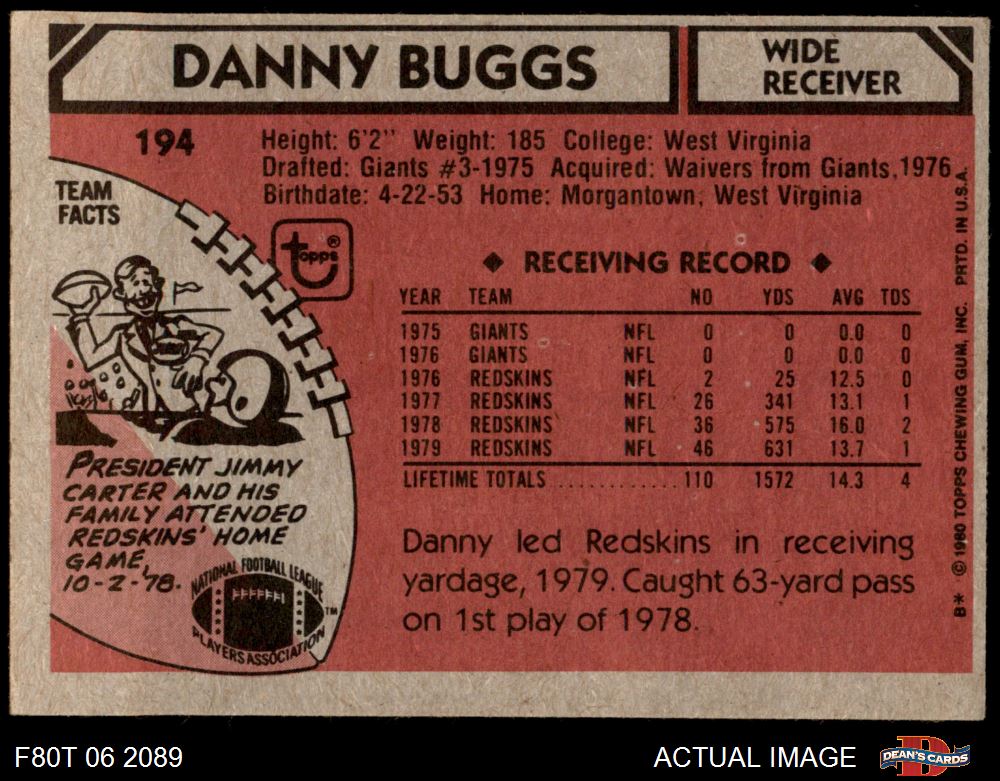 DANNY BUGGS
WIDE
RECEIVER
194
Height: 6'2" Weight: 185 College: West Virginia
Drafted: Giants #3-1975 Acquired: Waivers from Giants, 1976
Birthdate: 4-22-53 Home: Morgantown, West Virginia
TEAM
FACTS
topps®
◆ RECEIVING RECORD ◆
YEAR TEAM NO YDS AVG TDS
1975 GIANTS NFL 0 0 0.0 0
1976 GIANTS NFL 0 0 0.0 0
1976 REDSKINS NFL 2 25 12.5 0
1977 REDSKINS NFL 26 341 13.1 1
1978 REDSKINS NFL 36 575 16.0 2
1979 REDSKINS NFL 46 631 13.7 1
LIFETIME TOTALS ............ 110 1572 14.3 4
PRESIDENT JIMMY
CARTER AND HIS
FAMILY ATTENDED
REDSKINS' HOME
GAME,
10-2-'78.
NATIONAL FOOTBALL LEAGUE
PLAYERS ASSOCIATION
TM
Danny led Redskins in receiving
yardage, 1979. Caught 63-yard pass
on 1st play of 1978.
B* © 1980 TOPPS CHEWING GUM, INC. PRTD. IN U.S.A.
F80T 06 2089
ACTUAL IMAGE
DEAN'S CARDS